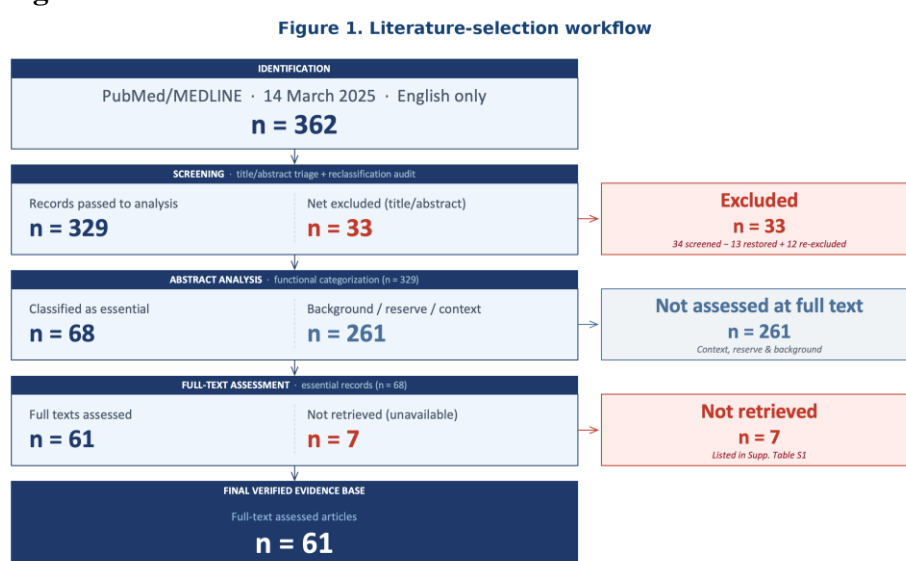 Figure 1. Literature-selection workflow
IDENTIFICATION
PubMed/MEDLINE · 14 March 2025 · English only
n = 362
SCREENING · title/abstract triage + reclassification audit
Records passed to analysis
n = 329
Net excluded (title/abstract)
n = 33
Excluded
n = 33
34 screened – 13 restored + 12 re-excluded
ABSTRACT ANALYSIS · functional categorization (n = 329)
Classified as essential
n = 68
Background / reserve / context
n = 261
Not assessed at full text
n = 261
Context, reserve & background
FULL-TEXT ASSESSMENT · essential records (n = 68)
Full texts assessed
n = 61
Not retrieved (unavailable)
n = 7
Not retrieved
n = 7
Listed in Supp. Table S1
FINAL VERIFIED EVIDENCE BASE
Full-text assessed articles
n = 61